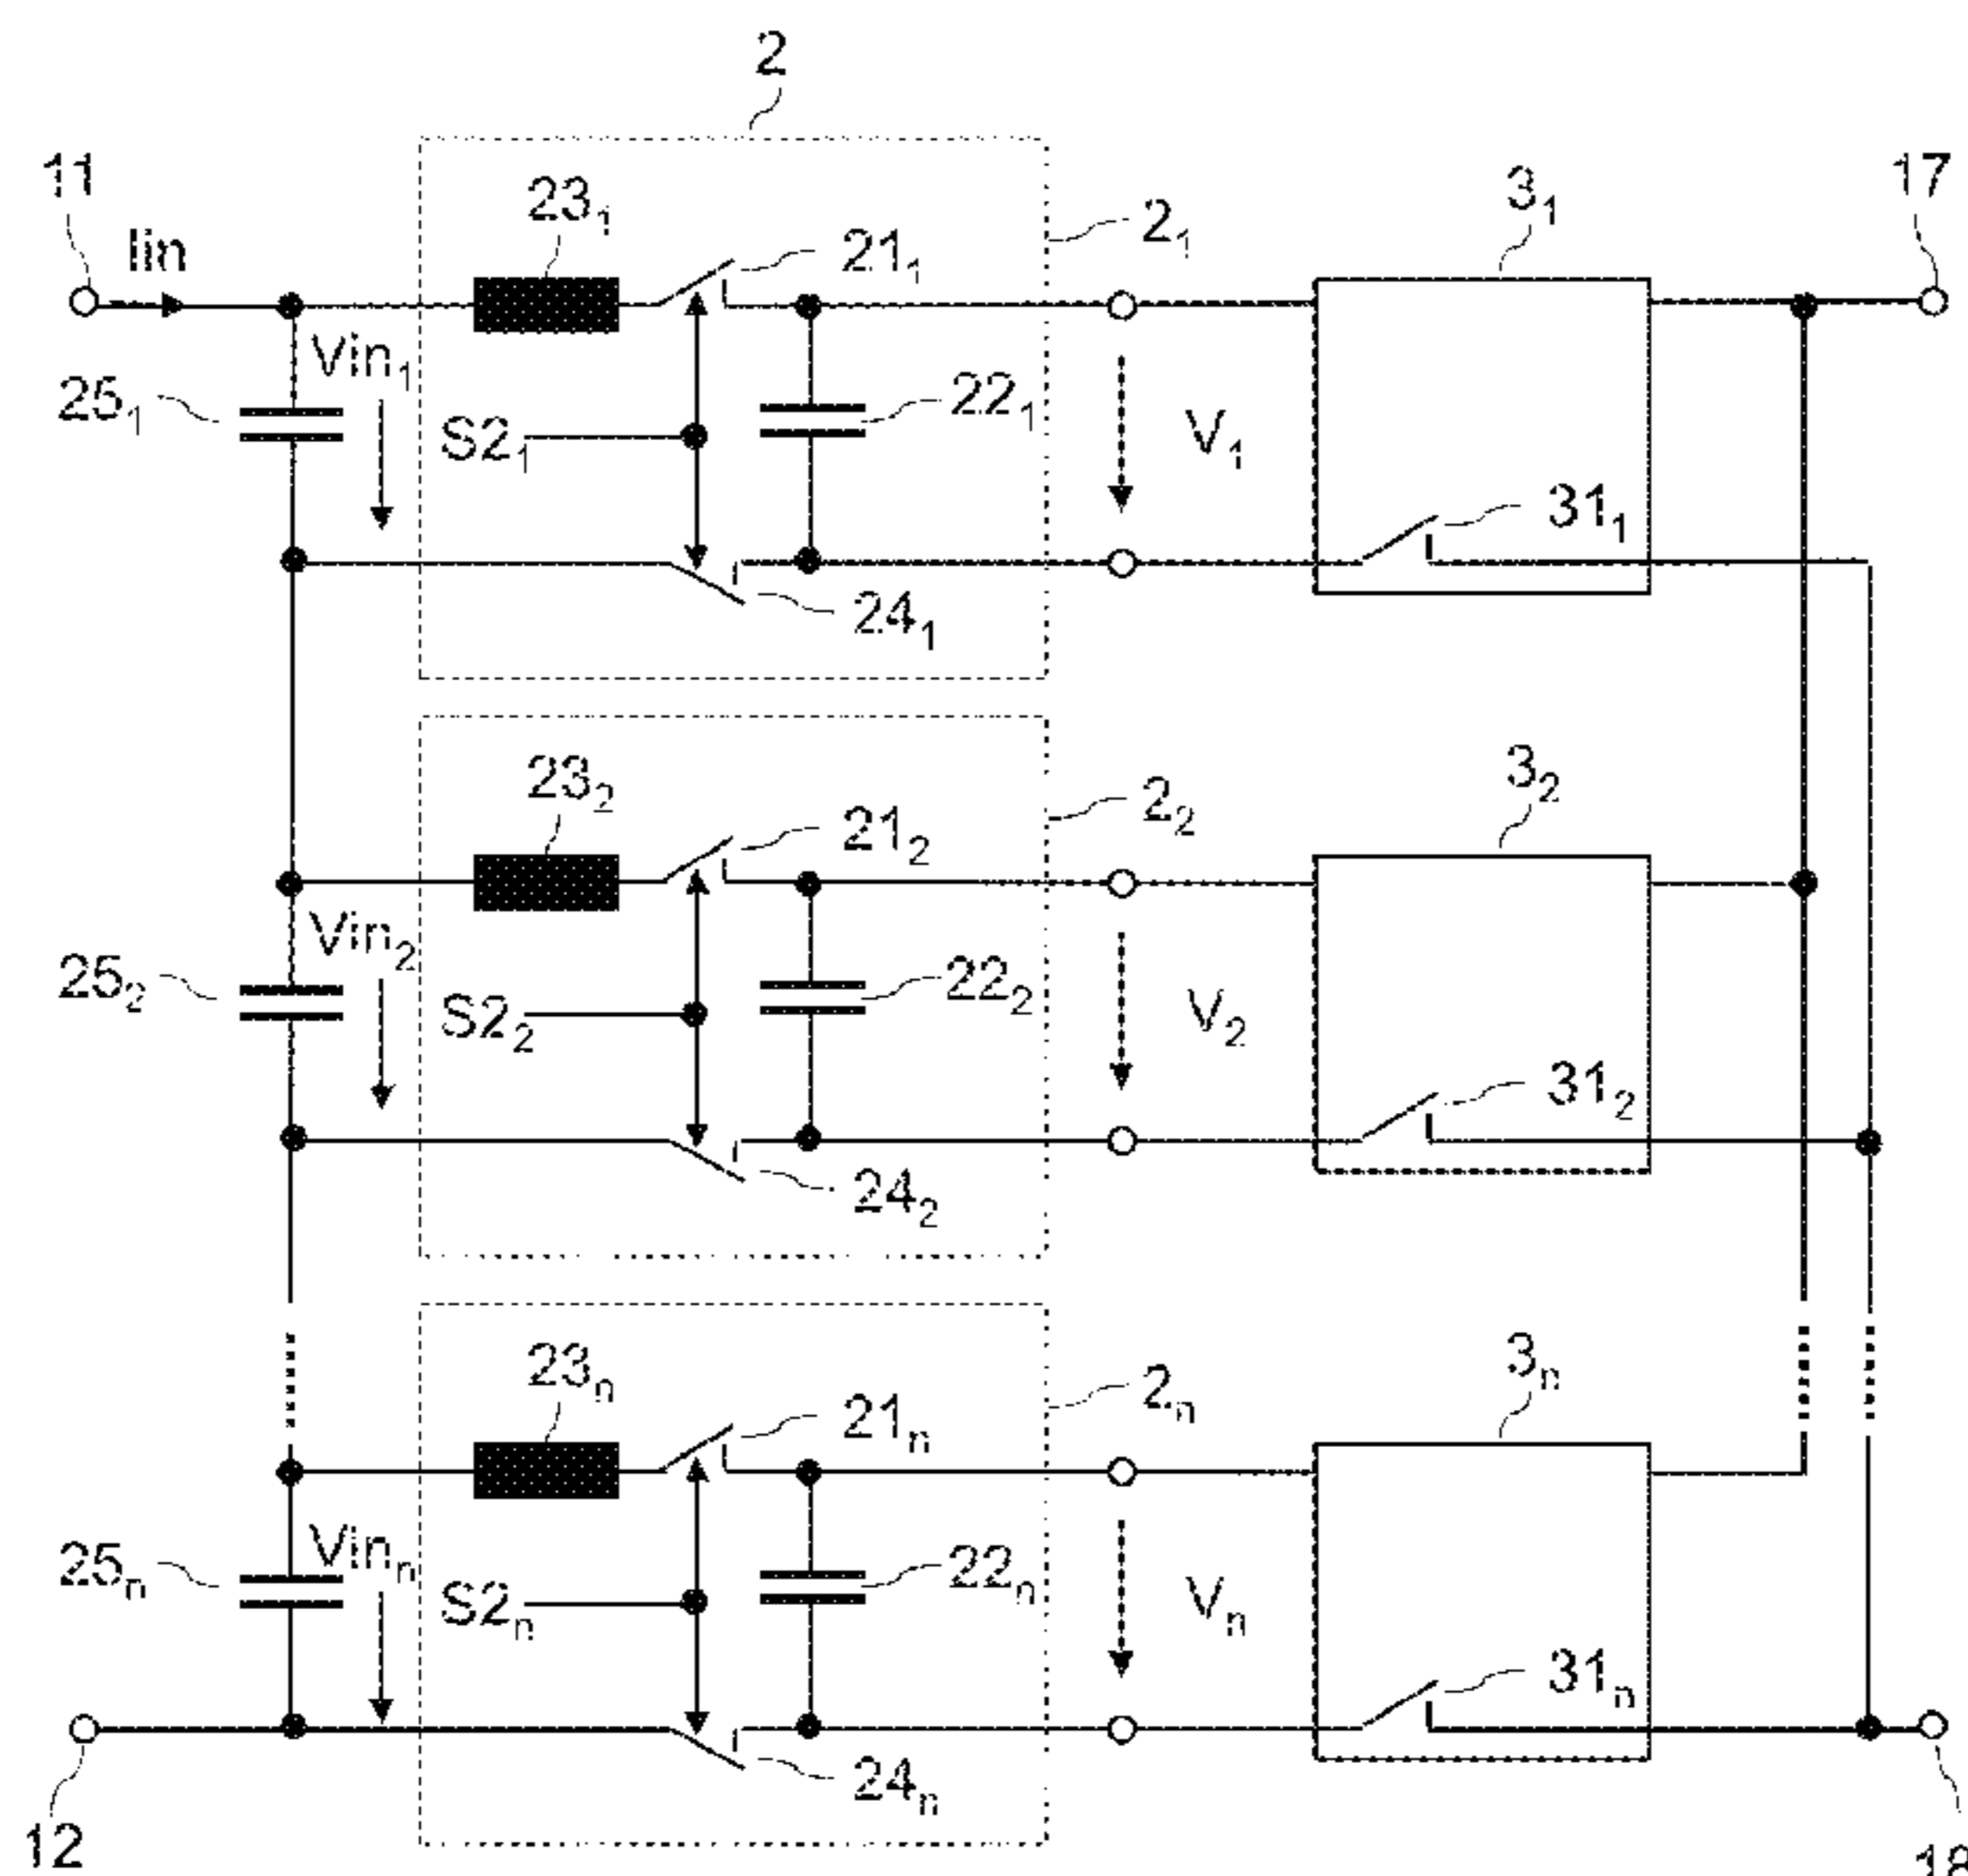 2
11
Iin
23₁
21₁
2₁
3₁
17
Vin₁
25₁
S2₁
22₁
V₁
31₁
24₁
23₂
21₂
2₂
3₂
Vin₂
25₂
S2₂
22₂
V₂
31₂
24₂
23ₙ
21ₙ
2ₙ
3ₙ
Vinₙ
25ₙ
S2ₙ
22ₙ
Vₙ
31ₙ
24ₙ
12
18